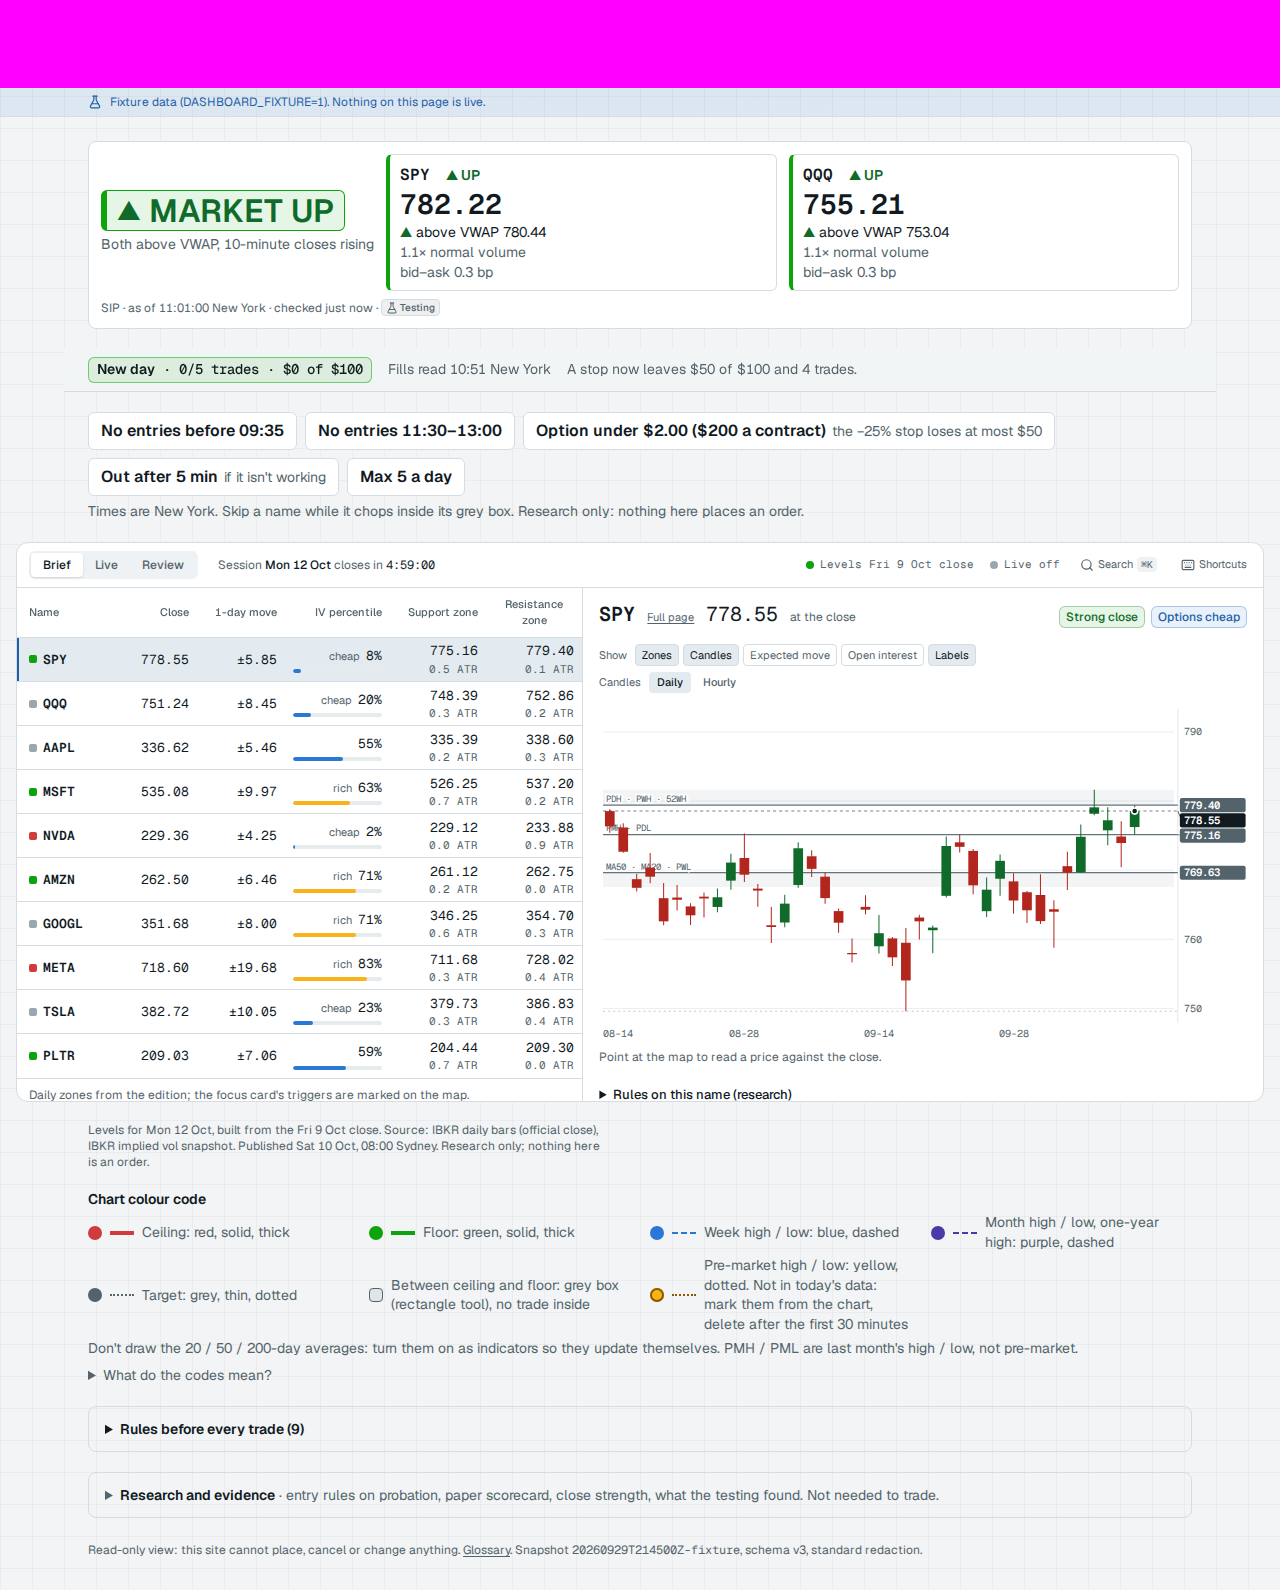 Fixture data (DASHBOARD_FIXTURE=1). Nothing on this page is live.
▲ MARKET UP
Both above VWAP, 10-minute closes rising
SPY ▲ UP
782.22
▲ above VWAP 780.44
1.1× normal volume
bid–ask 0.3 bp
QQQ ▲ UP
755.21
▲ above VWAP 753.04
1.1× normal volume
bid–ask 0.3 bp
SIP · as of 11:01:00 New York · checked just now · Testing
New day · 0/5 trades · $0 of $100 Fills read 10:51 New York A stop now leaves $50 of $100 and 4 trades.
No entries before 09:35 No entries 11:30–13:00 Option under $2.00 ($200 a contract) the −25% stop loses at most $50
Out after 5 min if it isn't working Max 5 a day
Times are New York. Skip a name while it chops inside its grey box. Research only: nothing here places an order.
Brief Live Review Session Mon 12 Oct closes in 4:59:00 Levels Fri 9 Oct close Live off Search ⌘K Shortcuts
Name Close 1-day move IV percentile Support zone Resistance zone
SPY 778.55 ±5.85 cheap 8% 775.16 779.40
0.5 ATR 0.1 ATR
QQQ 751.24 ±8.45 cheap 20% 748.39 752.86
0.3 ATR 0.2 ATR
AAPL 336.62 ±5.46 55% 335.39 338.60
0.2 ATR 0.3 ATR
MSFT 535.08 ±9.97 rich 63% 526.25 537.20
0.7 ATR 0.2 ATR
NVDA 229.36 ±4.25 cheap 2% 229.12 233.88
0.0 ATR 0.9 ATR
AMZN 262.50 ±6.46 rich 71% 261.12 262.75
0.2 ATR 0.0 ATR
GOOGL 351.68 ±8.00 rich 71% 346.25 354.70
0.6 ATR 0.3 ATR
META 718.60 ±19.68 rich 83% 711.68 728.02
0.3 ATR 0.4 ATR
TSLA 382.72 ±10.05 cheap 23% 379.73 386.83
0.3 ATR 0.4 ATR
PLTR 209.03 ±7.06 59% 204.44 209.30
0.7 ATR 0.0 ATR
Daily zones from the edition; the focus card's triggers are marked on the map.
SPY Full page 778.55 at the close Strong close Options cheap
Show Zones Candles Expected move Open interest Labels
Candles Daily Hourly
790
PDH · PWH · 52WH
779.40
778.55
PDL
775.16
MA50 · MA20 · PWL
769.63
760
750
08-14 08-28 09-14 09-28
Point at the map to read a price against the close.
▶ Rules on this name (research)
Levels for Mon 12 Oct, built from the Fri 9 Oct close. Source: IBKR daily bars (official close),
IBKR implied vol snapshot. Published Sat 10 Oct, 08:00 Sydney. Research only; nothing here
is an order.
Chart colour code
Ceiling: red, solid, thick
Floor: green, solid, thick
Week high / low: blue, dashed
Month high / low, one-year
high: purple, dashed
Target: grey, thin, dotted
Between ceiling and floor: grey box
(rectangle tool), no trade inside
Pre-market high / low: yellow,
dotted. Not in today's data:
mark them from the chart,
delete after the first 30 minutes
Don't draw the 20 / 50 / 200-day averages: turn them on as indicators so they update themselves. PMH / PML are last month's high / low, not pre-market.
▶ What do the codes mean?
▶ Rules before every trade (9)
▶ Research and evidence · entry rules on probation, paper scorecard, close strength, what the testing found. Not needed to trade.
Read-only view: this site cannot place, cancel or change anything. Glossary. Snapshot 20260929T214500Z-fixture, schema v3, standard redaction.